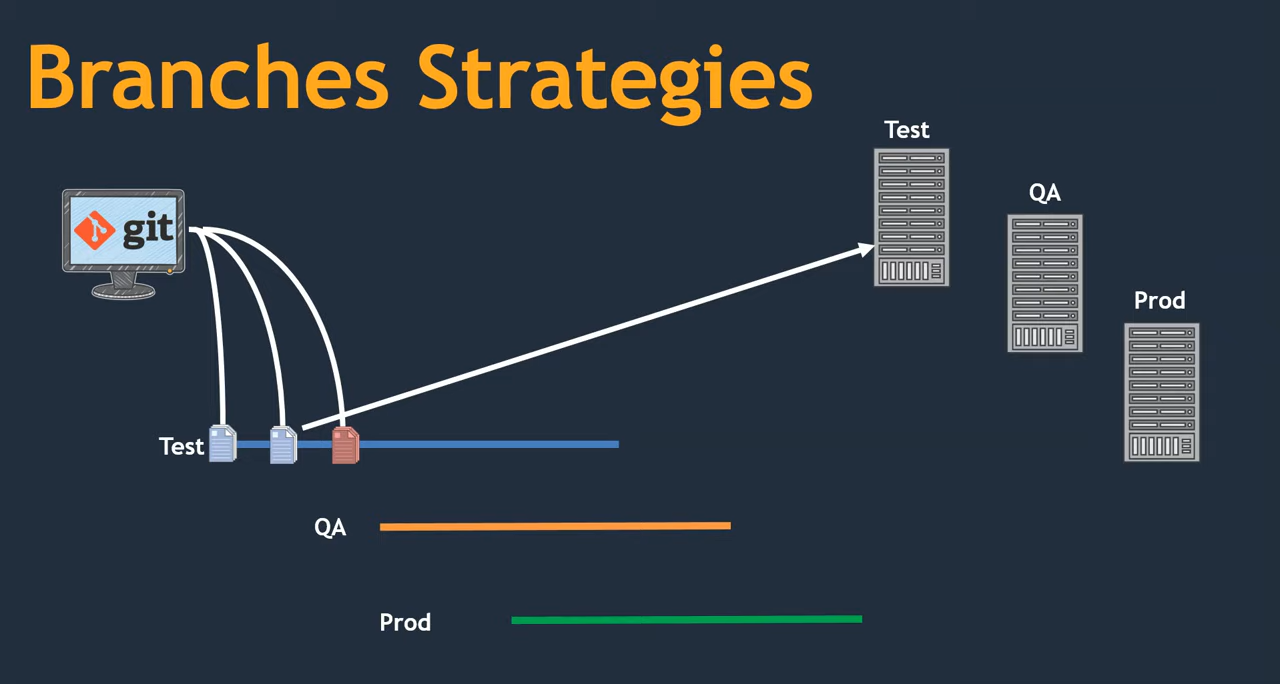 Branches Strategies
Test
QA
git
Prod
Test
QA
Prod